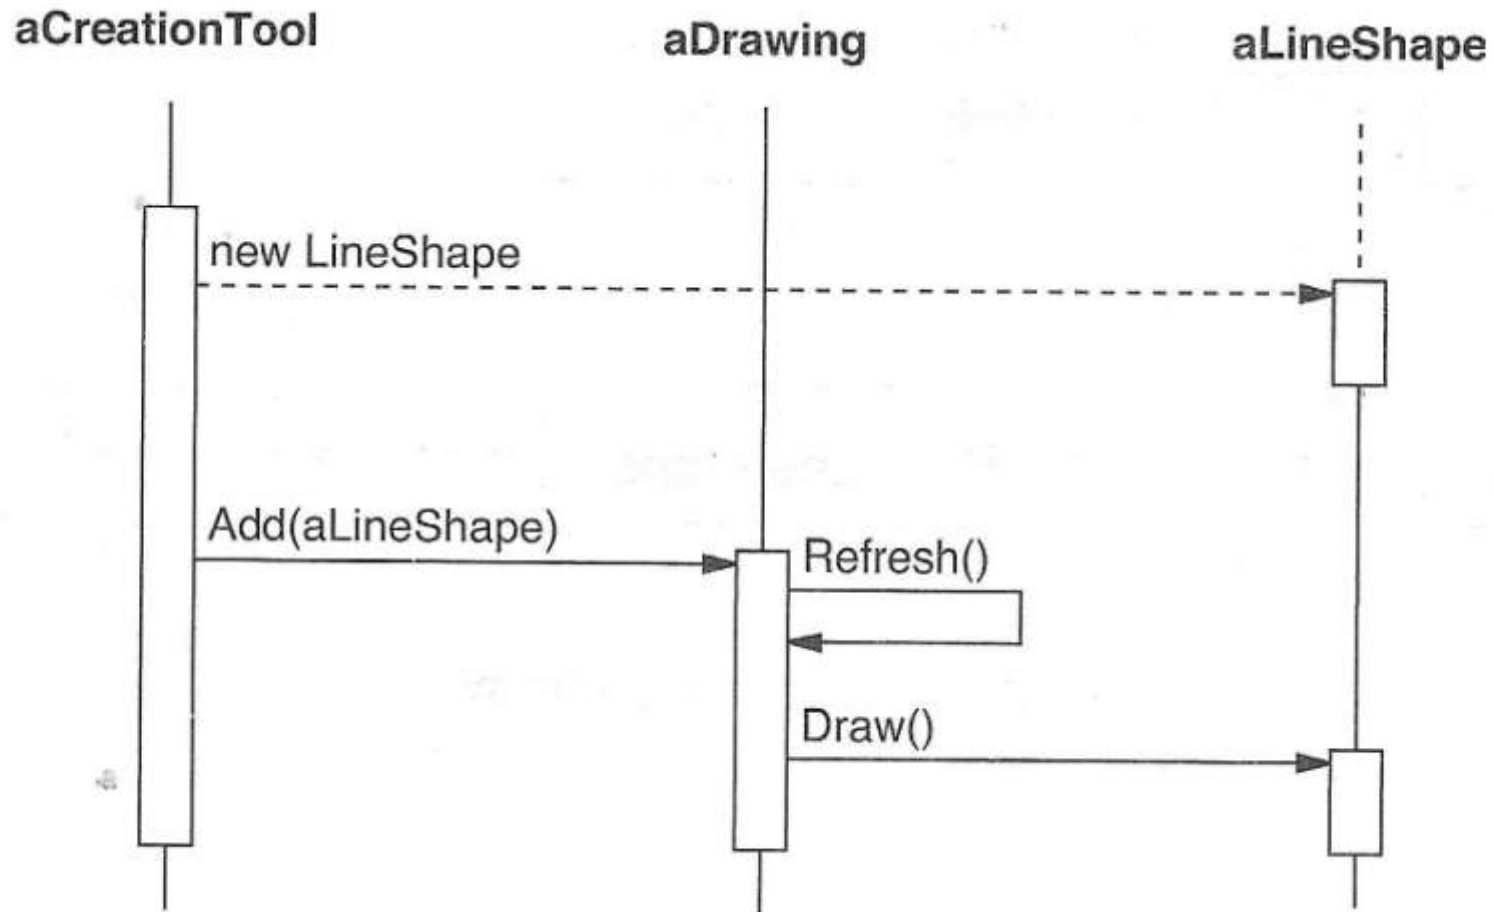 aCreationTool
aDrawing
aLineShape
new LineShape
Add(aLineShape)
Refresh()
Draw()